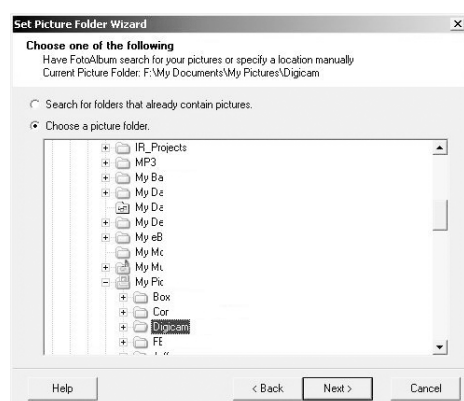 Set Picture Folder Wizard
Choose one of the following
Have FotoAlbum search for your pictures or specify a location manually
Current Picture Folder: F:\My Documents\My Pictures\Digicam
Search for folders that already contain pictures.
Choose a picture folder.
IR_Projects
MP3
My Ba
My Da
My Da
My De
My eB
My Mc
My Mu
My Pic
Box
Cor
Digicam
FE
Help
< Back
Next >
Cancel